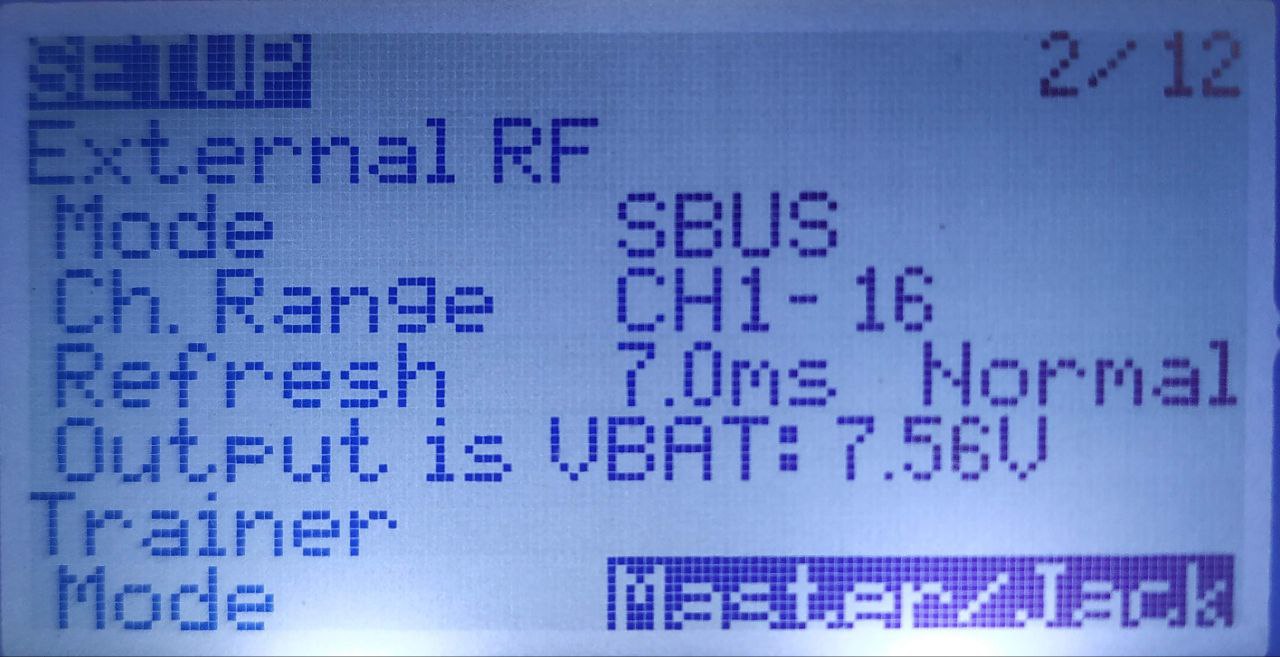 SETUP 2/12
External RF
Mode SBUS
Ch. Range CH1-16
Refresh 7.0ms Normal
Output is VBAT: 7.56V
Trainer
Mode Master/Jack